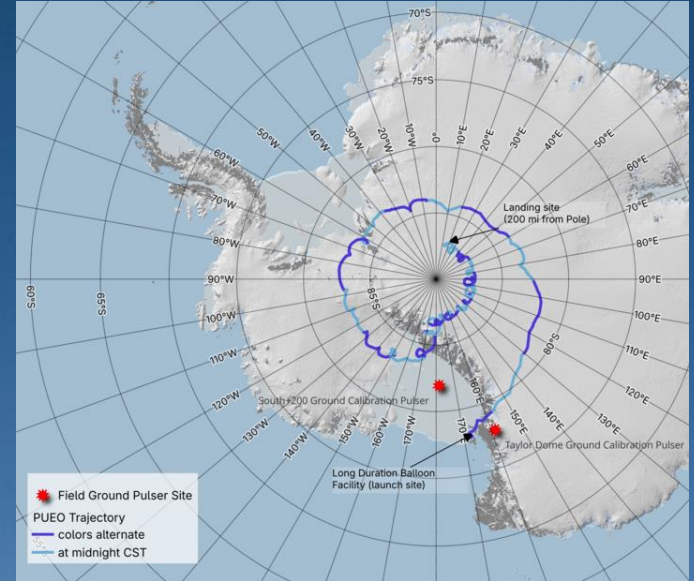 70°S
75°S
0°
10°W
10°E
20°W
20°E
30°W
30°E
40°W
40°E
50°W
50°E
60°W
60°E
70°W
70°E
Landing site
(200 mi from Pole)
80°W
80°E
90°W
90°E
60°S
65°S
85°S
100°W
100°E
80°S
110°W
110°E
120°W
120°E
South+200 Ground Calibration Pulser
160°E
130°W
130°E
140°W
140°E
150°W
150°E
160°W
170°W
170°E
Taylor Dome Ground Calibration Pulser
Long Duration Balloon
Facility (launch site)
Field Ground Pulser Site
PUEO Trajectory
colors alternate
at midnight CST